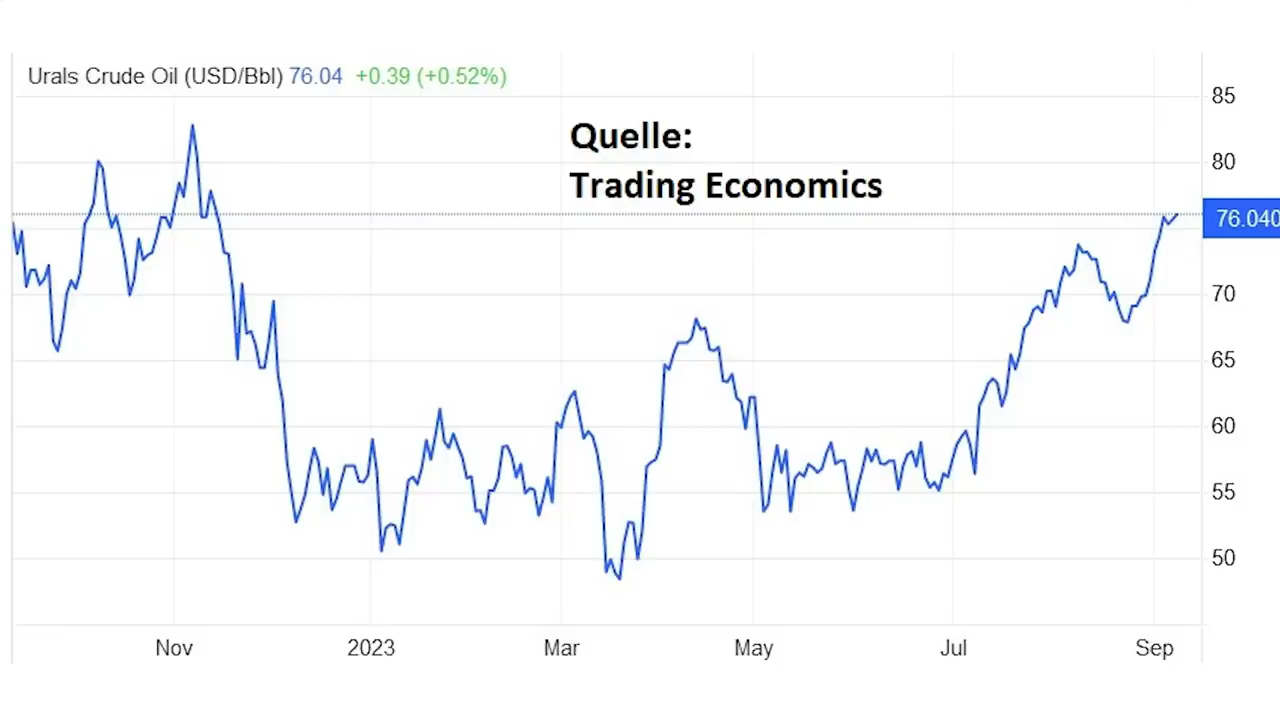 Urals Crude Oil (USD/Bbl) 76.04 +0.39 (+0.52%)
Quelle:
Trading Economics
85
80
76.040
70
65
60
55
50
Nov 2023 Mar May Jul Sep